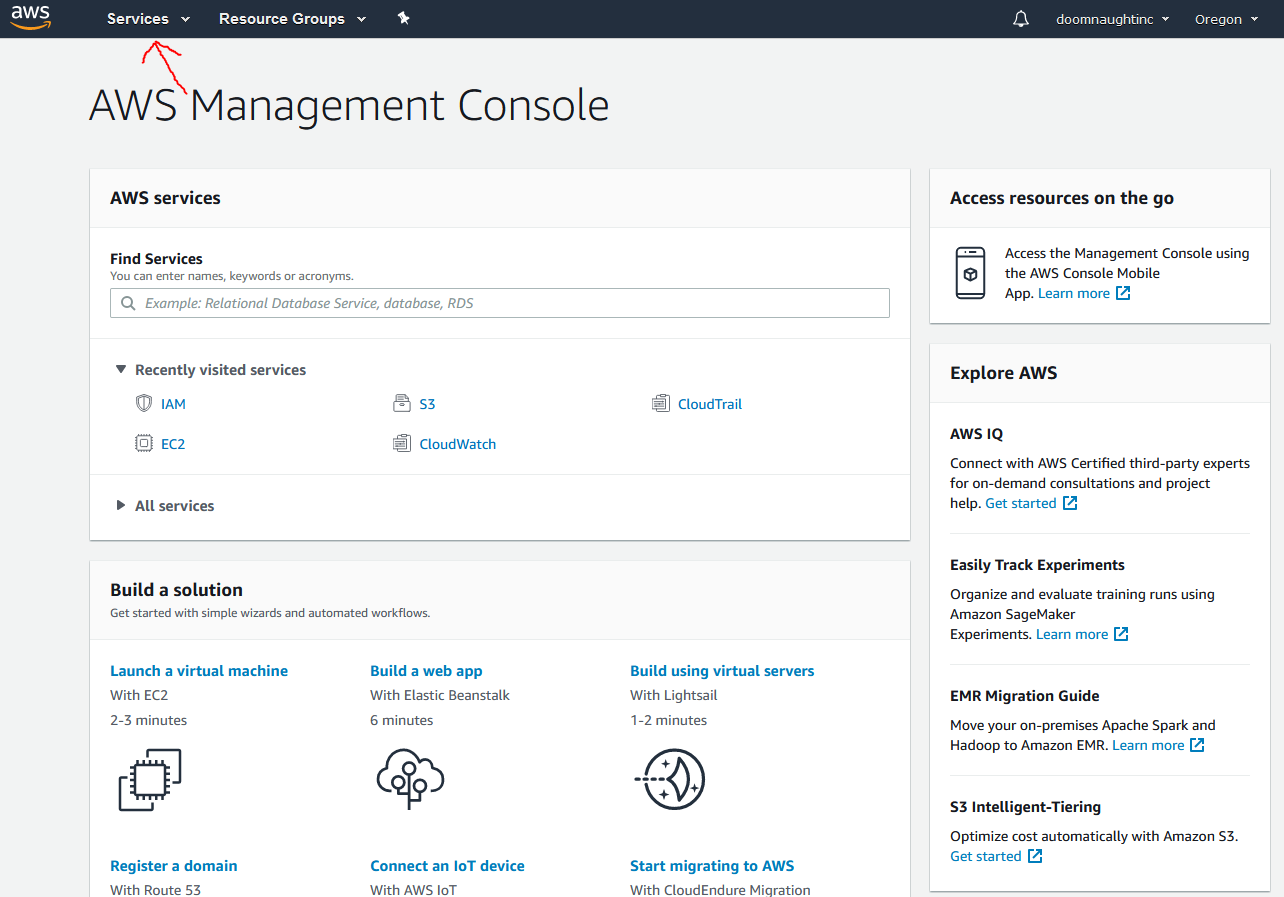 aws
Services
Resource Groups
doomnaughtinc
Oregon
AWS Management Console
AWS services
Find Services
You can enter names, keywords or acronyms.
Example: Relational Database Service, database, RDS
Recently visited services
IAM
S3
CloudTrail
EC2
CloudWatch
All services
Build a solution
Get started with simple wizards and automated workflows.
Launch a virtual machine
With EC2
2-3 minutes
Build a web app
With Elastic Beanstalk
6 minutes
Build using virtual servers
With Lightsail
1-2 minutes
Register a domain
With Route 53
Connect an IoT device
With AWS IoT
Start migrating to AWS
With CloudEndure Migration
Access resources on the go
Access the Management Console using
the AWS Console Mobile
App. Learn more
Explore AWS
AWS IQ
Connect with AWS Certified third-party experts
for on-demand consultations and project
help. Get started
Easily Track Experiments
Organize and evaluate training runs using
Amazon SageMaker
Experiments. Learn more
EMR Migration Guide
Move your on-premises Apache Spark and
Hadoop to Amazon EMR. Learn more
S3 Intelligent-Tiering
Optimize cost automatically with Amazon S3.
Get started